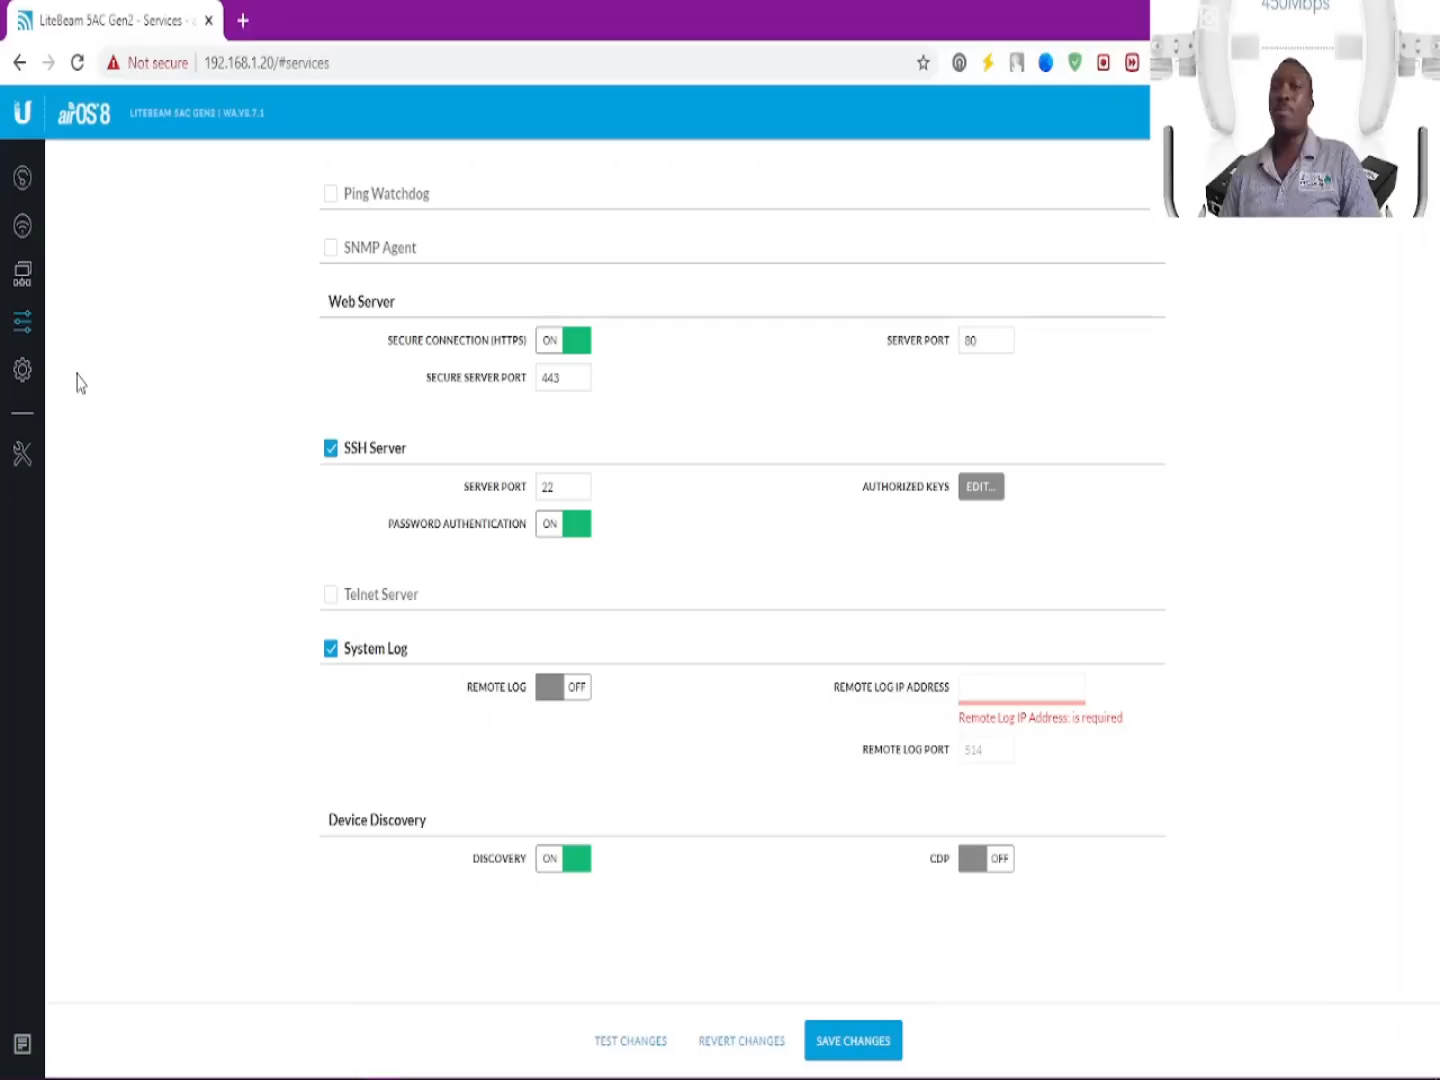 LiteBeam 5AC Gen2 - Services -
Not secure
192.168.1.20/#services
450Mbps
airOS 8
LITEBEAM 5AC GEN2 | WA.V8.7.1
Ping Watchdog
SNMP Agent
Web Server
SECURE CONNECTION (HTTPS) ON
SERVER PORT 80
SECURE SERVER PORT 443
SSH Server
SERVER PORT 22
AUTHORIZED KEYS EDIT...
PASSWORD AUTHENTICATION ON
Telnet Server
System Log
REMOTE LOG OFF
REMOTE LOG IP ADDRESS
Remote Log IP Address: is required
REMOTE LOG PORT 514
Device Discovery
DISCOVERY ON
CDP OFF
TEST CHANGES
REVERT CHANGES
SAVE CHANGES